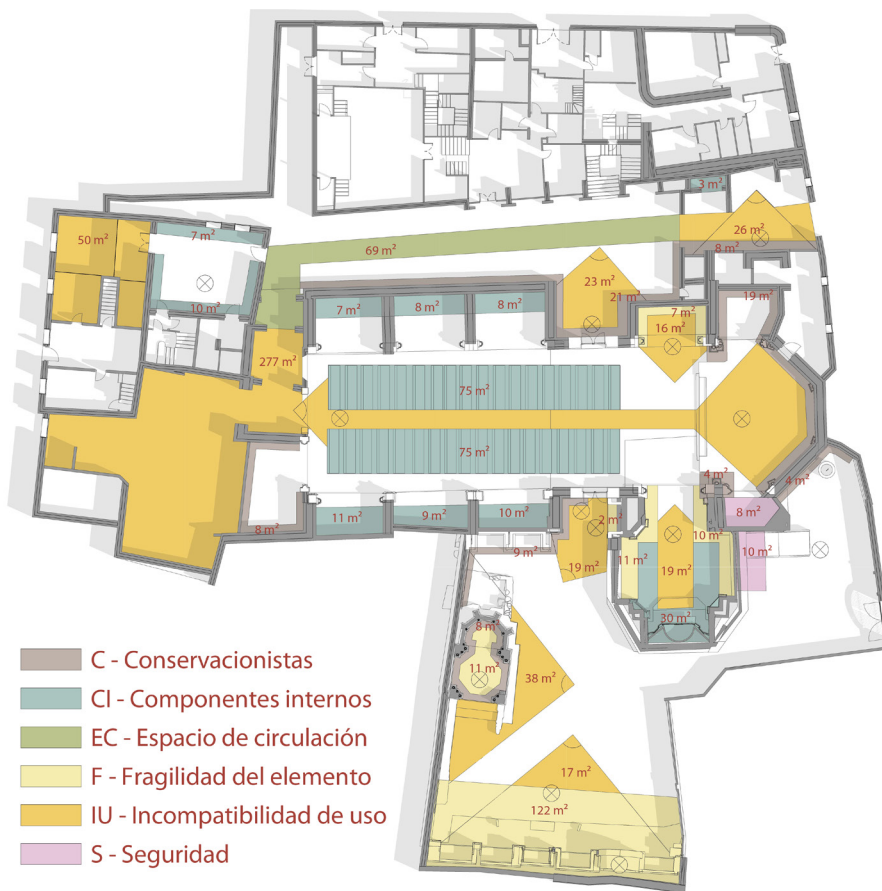 3 m²
7 m²
50 m²
26 m²
69 m²
8 m²
23 m²
21 m²
10 m²
7 m²
8 m²
8 m²
7 m²
19 m²
16 m²
277 m²
75 m²
75 m²
4 m²
4 m²
8 m²
11 m²
9 m²
10 m²
2 m²
8 m²
10 m²
9 m²
19 m²
11 m²
19 m²
10 m²
30 m²
8 m²
11 m²
38 m²
17 m²
122 m²
C - Conservacionistas
CI - Componentes internos
EC - Espacio de circulación
F - Fragilidad del elemento
IU - Incompatibilidad de uso
S - Seguridad